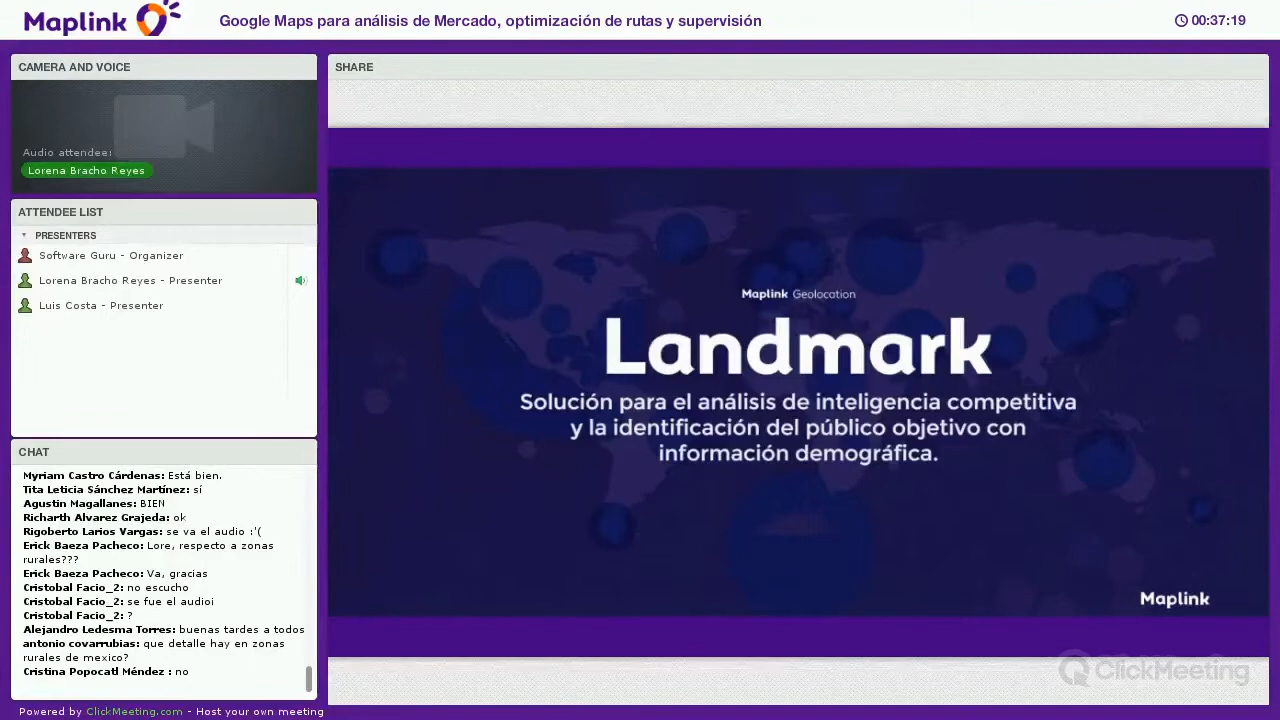 Maplink
Google Maps para análisis de Mercado, optimización de rutas y supervisión
00:37:19
CAMERA AND VOICE
Audio attendee:
Lorena Bracho Reyes
ATTENDEE LIST
PRESENTERS
Software Guru - Organizer
Lorena Bracho Reyes - Presenter
Luis Costa - Presenter
CHAT
Myriam Castro Cárdenas: Está bien.
Tita Leticia Sánchez Martínez: sí
Agustin Magallanes: BIEN
Richarth Alvarez Grajeda: ok
Rigoberto Larios Vargas: se va el audio :'(
Erick Baeza Pacheco: Lore, respecto a zonas
rurales???
Erick Baeza Pacheco: Va, gracias
Cristobal Facio_2: no escucho
Cristobal Facio_2: se fue el audioi
Cristobal Facio_2: ?
Alejandro Ledesma Torres: buenas tardes a todos
antonio covarrubias: que detalle hay en zonas
rurales de mexico?
Cristina Popocatl Méndez : no
Powered by ClickMeeting.com - Host your own meeting
SHARE
Maplink Geolocation
Landmark
Solución para el análisis de inteligencia competitiva
y la identificación del público objetivo con
información demográfica.
Maplink
ClickMeeting